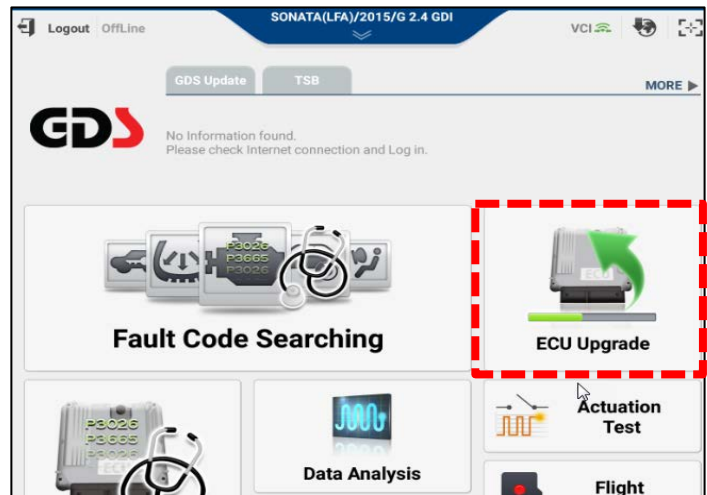 SONATA(LFA)/2015/G 2.4 GDI
Logout OffLine VCI
GDS Update TSB MORE
GDS
No Information found.
Please check Internet connection and Log in.
P3026
P3665
P3026
ECU
Fault Code Searching
ECU Upgrade
P3026
P3665
P3026
ECU
Data Analysis
Actuation
Test
Flight